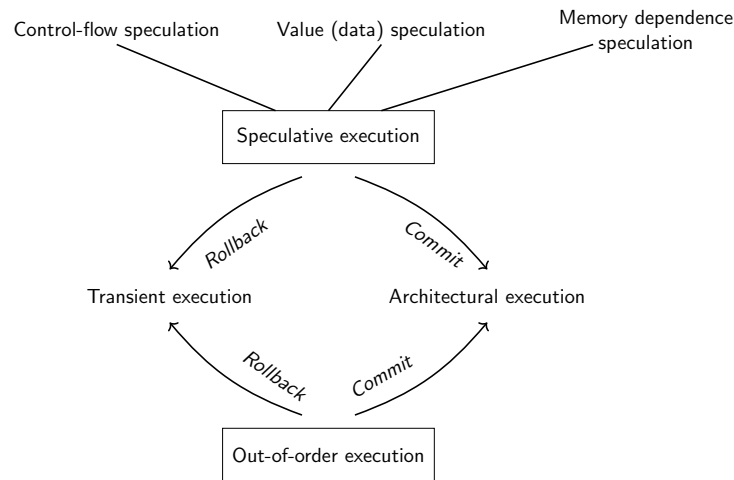 Control-flow speculation
Value (data) speculation
Memory dependence
speculation
Speculative execution
Rollback
Commit
Transient execution
Architectural execution
Rollback
Commit
Out-of-order execution